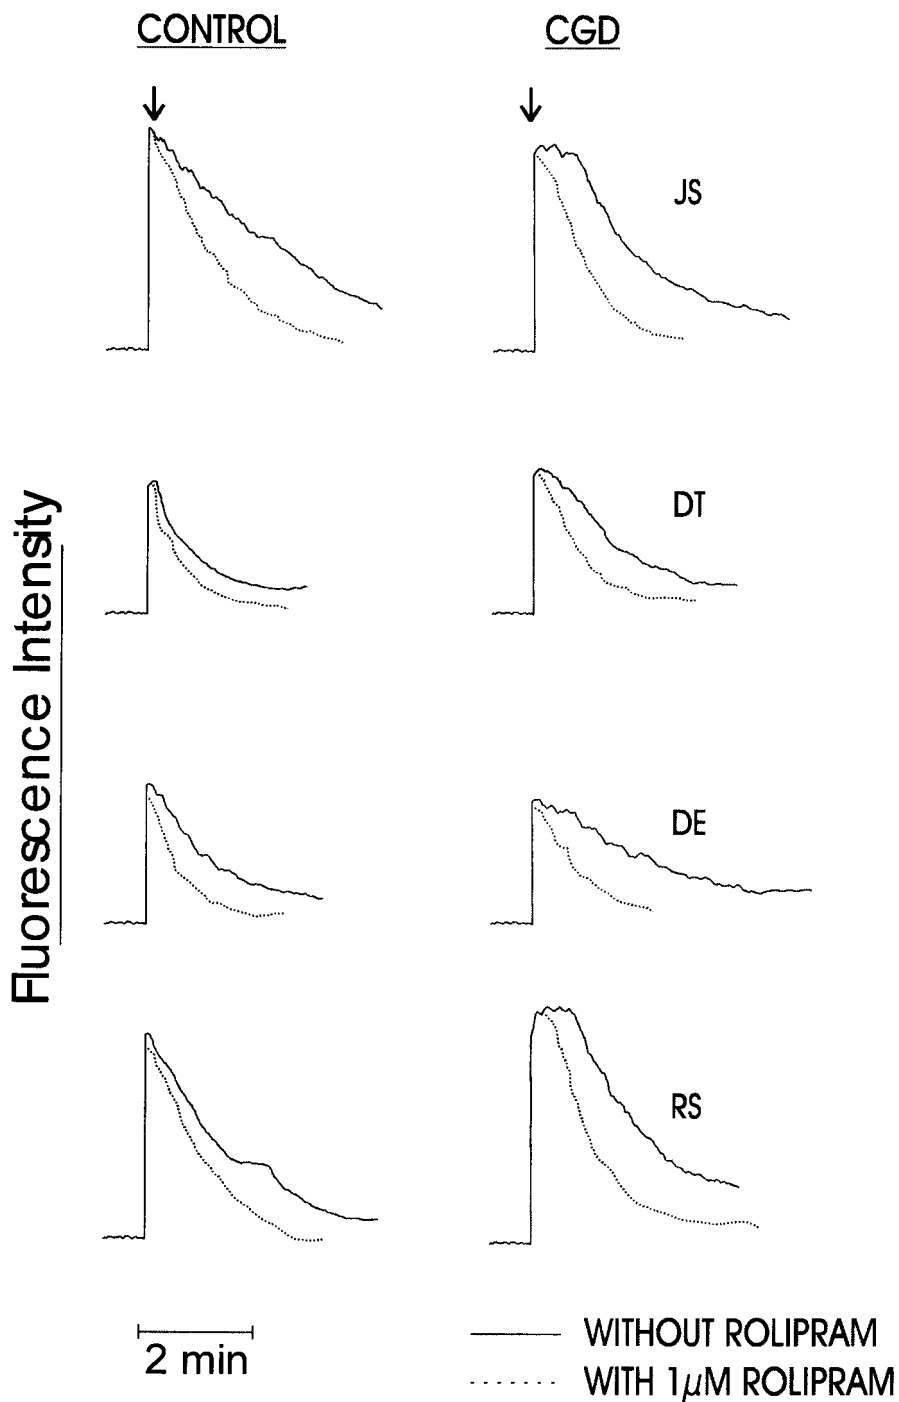 CONTROL
CGD
JS
DT
DE
RS
Fluorescence Intensity
2 min
WITHOUT ROLIPRAM
WITH 1μM ROLIPRAM